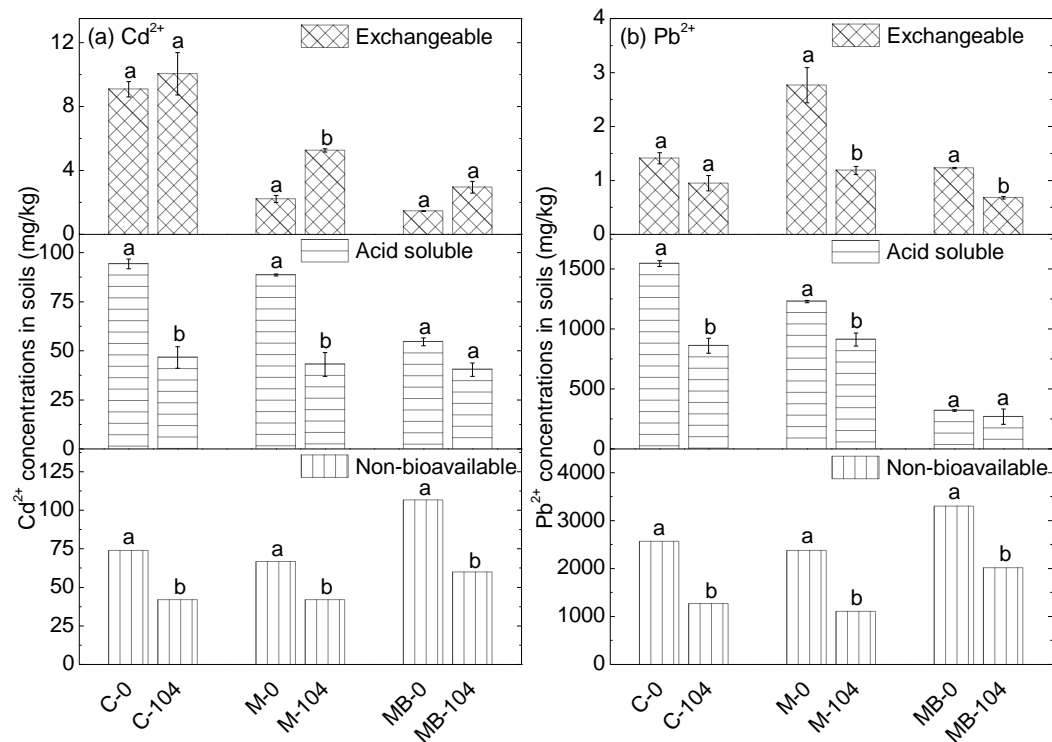 (a) Cd²⁺
Exchangeable
12
8
4
0
a
a
a
b
a
a
Acid soluble
100
75
50
25
0
a
b
a
b
a
a
Non-bioavailable
125
100
75
50
25
0
a
b
a
b
a
b
Cd²⁺ concentrations in soils (mg/kg)
C-0
C-104
M-0
M-104
MB-0
MB-104
(b) Pb²⁺
Exchangeable
4
3
2
1
0
a
a
a
b
a
b
Acid soluble
1500
1000
500
0
a
b
a
b
a
a
Non-bioavailable
4000
3000
2000
1000
0
a
b
a
b
a
b
Pb²⁺ concentrations in soils (mg/kg)
C-0
C-104
M-0
M-104
MB-0
MB-104